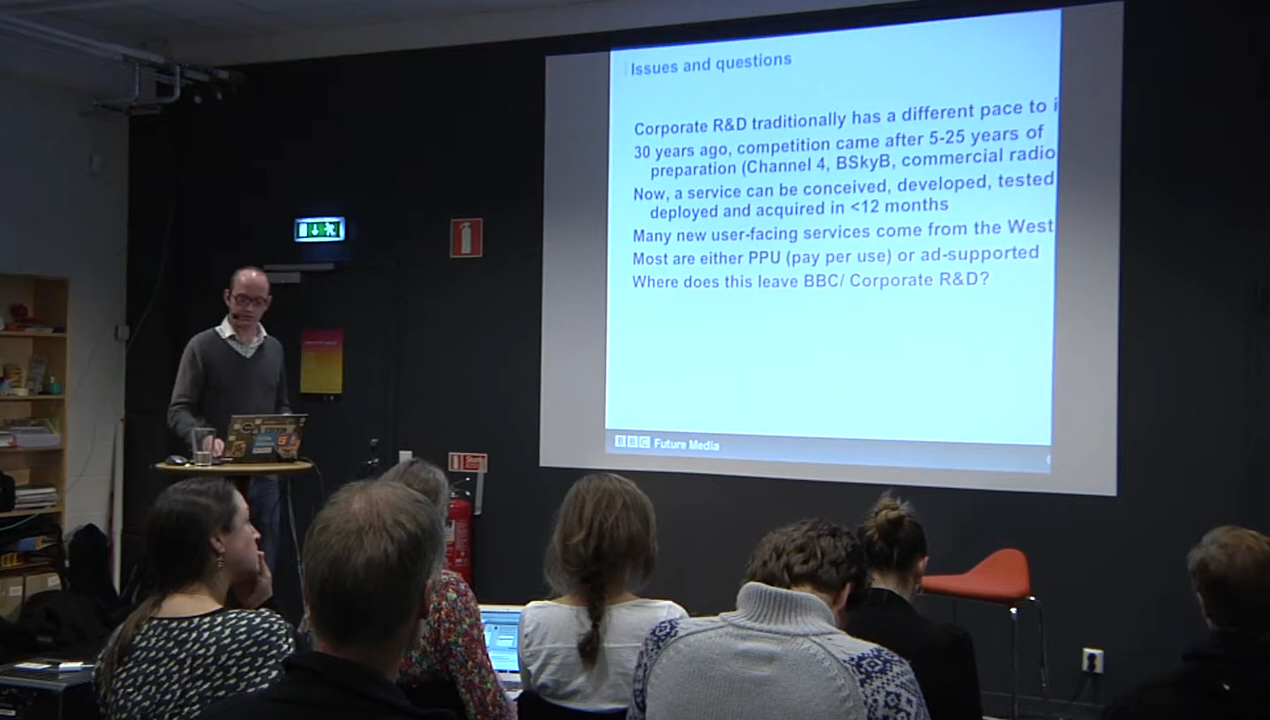 Issues and questions
Corporate R&D traditionally has a different pace to i
30 years ago, competition came after 5-25 years of
preparation (Channel 4, BSkyB, commercial radio
Now, a service can be conceived, developed, tested
deployed and acquired in <12 months
Many new user-facing services come from the West
Most are either PPU (pay per use) or ad-supported
Where does this leave BBC/ Corporate R&D?
BBC Future Media